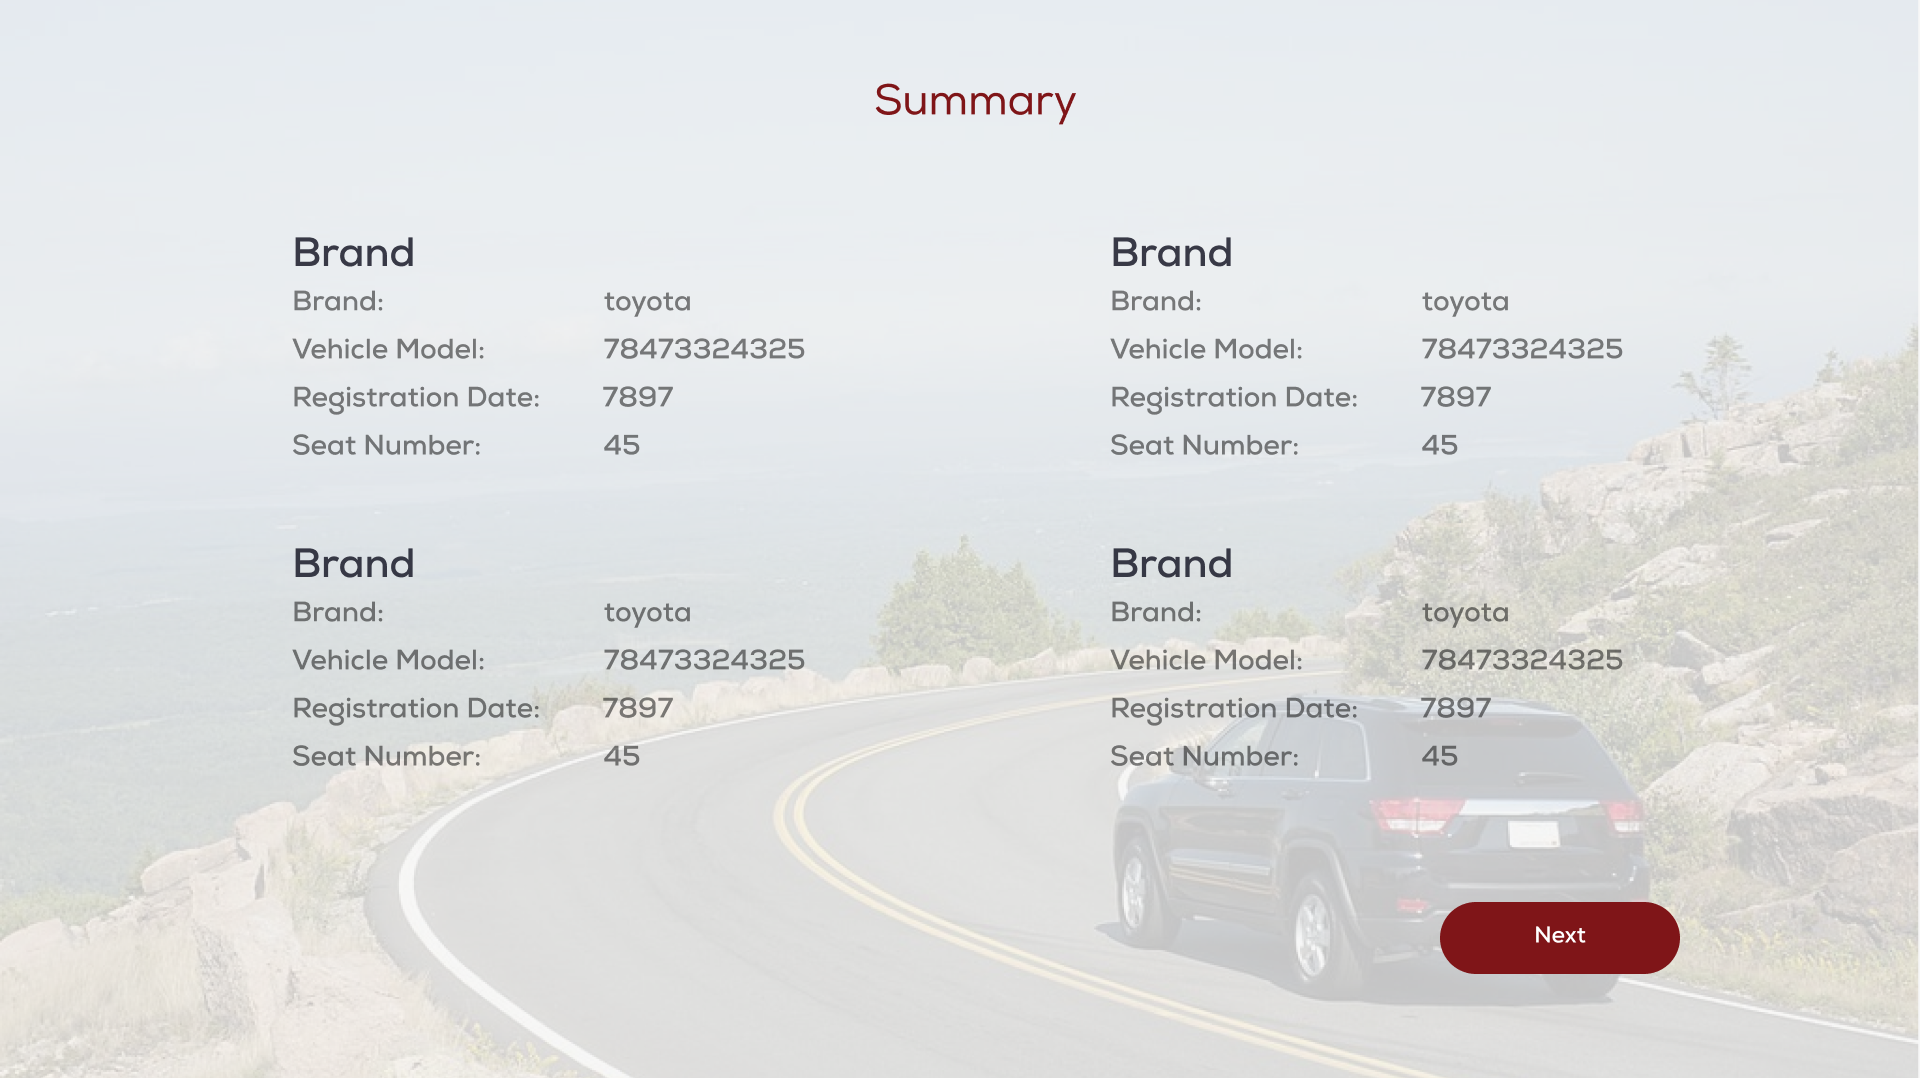 Summary
Brand
Brand: toyota
Vehicle Model: 78473324325
Registration Date: 7897
Seat Number: 45
Brand
Brand: toyota
Vehicle Model: 78473324325
Registration Date: 7897
Seat Number: 45
Brand
Brand: toyota
Vehicle Model: 78473324325
Registration Date: 7897
Seat Number: 45
Brand
Brand: toyota
Vehicle Model: 78473324325
Registration Date: 7897
Seat Number: 45
Next